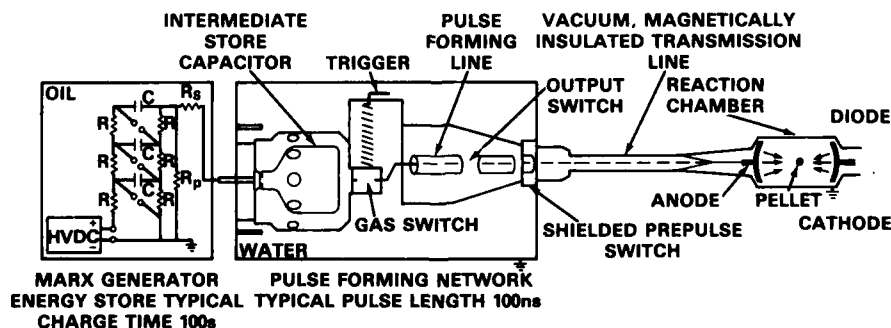 INTERMEDIATE
STORE
CAPACITOR
TRIGGER
PULSE
FORMING
LINE
OUTPUT
SWITCH
VACUUM, MAGNETICALLY
INSULATED TRANSMISSION
LINE
REACTION
CHAMBER
DIODE
OIL
C
Rs
R
R
R
C
R
R
C
R
Rp
HVDC
+
−
WATER
GAS SWITCH
SHIELDED PREPULSE
SWITCH
ANODE
PELLET
CATHODE
MARX GENERATOR
ENERGY STORE TYPICAL
CHARGE TIME 100s
PULSE FORMING NETWORK
TYPICAL PULSE LENGTH 100ns